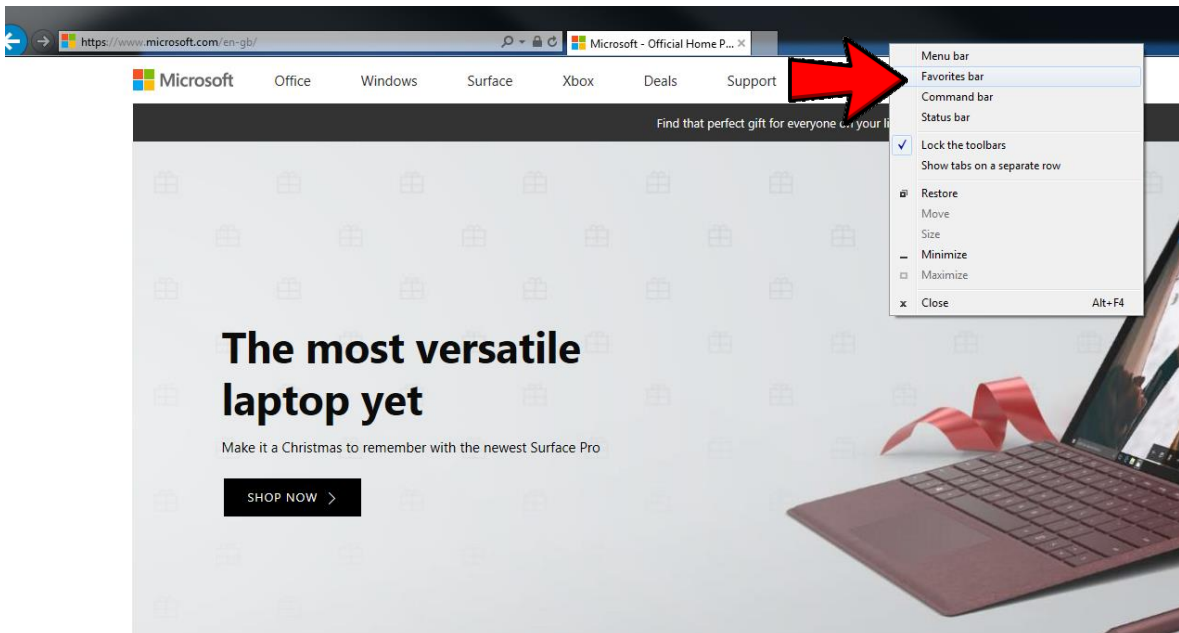 https://www.microsoft.com/en-gb/
Microsoft - Official Home P...
Microsoft Office Windows Surface Xbox Deals Support
Find that perfect gift for everyone on your li
Menu bar
Favorites bar
Command bar
Status bar
Lock the toolbars
Show tabs on a separate row
Restore
Move
Size
Minimize
Maximize
Close Alt+F4
The most versatile
laptop yet
Make it a Christmas to remember with the newest Surface Pro
SHOP NOW